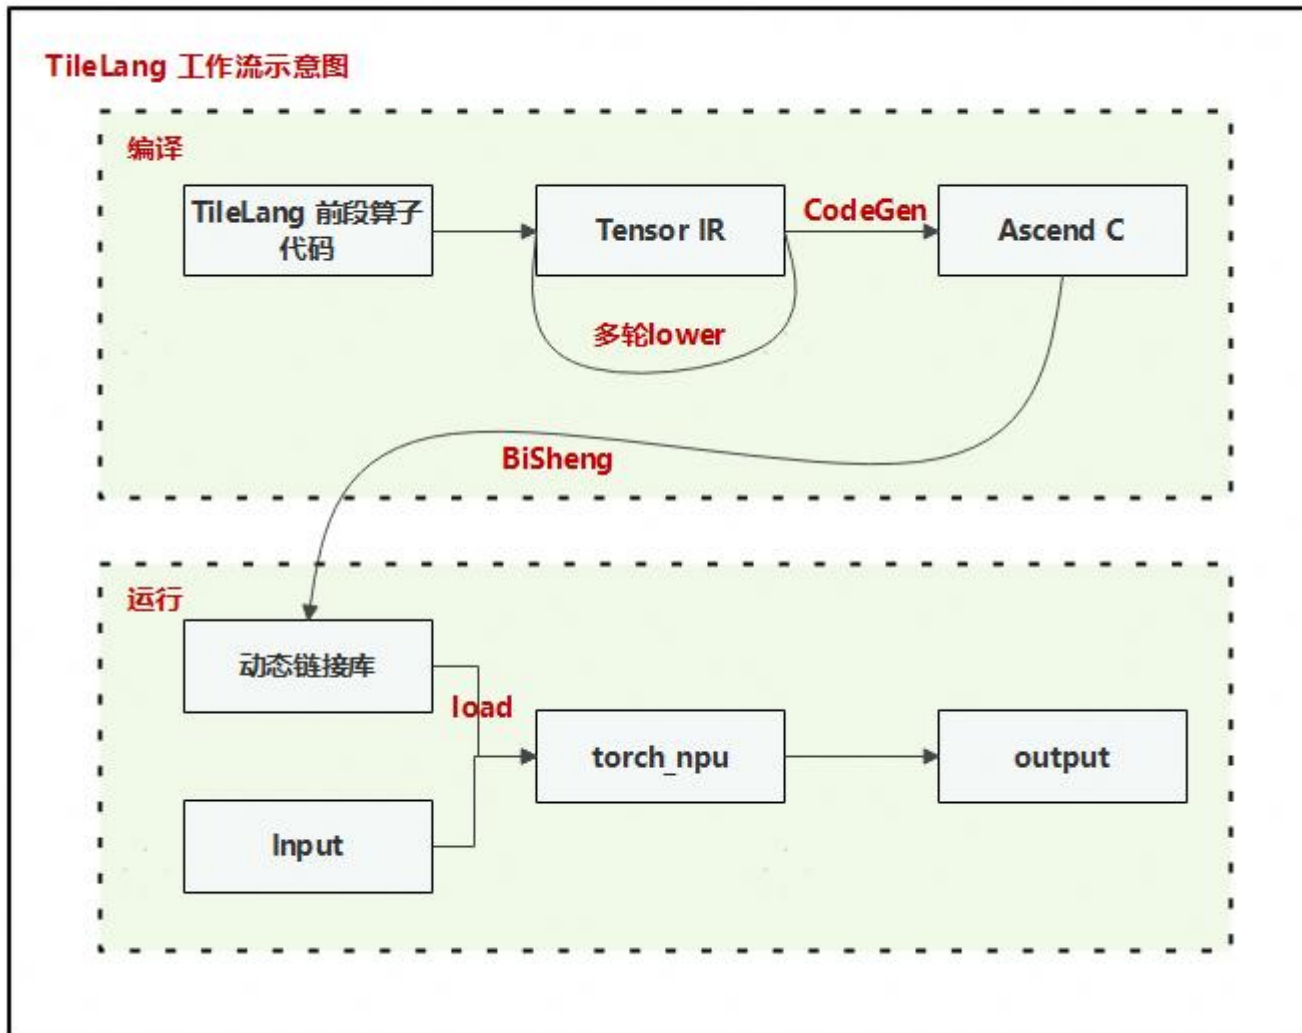 TileLang 工作流示意图
编译
TileLang 前段算子
代码
Tensor IR
CodeGen
Ascend C
多轮lower
BiSheng
运行
动态链接库
load
torch_npu
output
Input